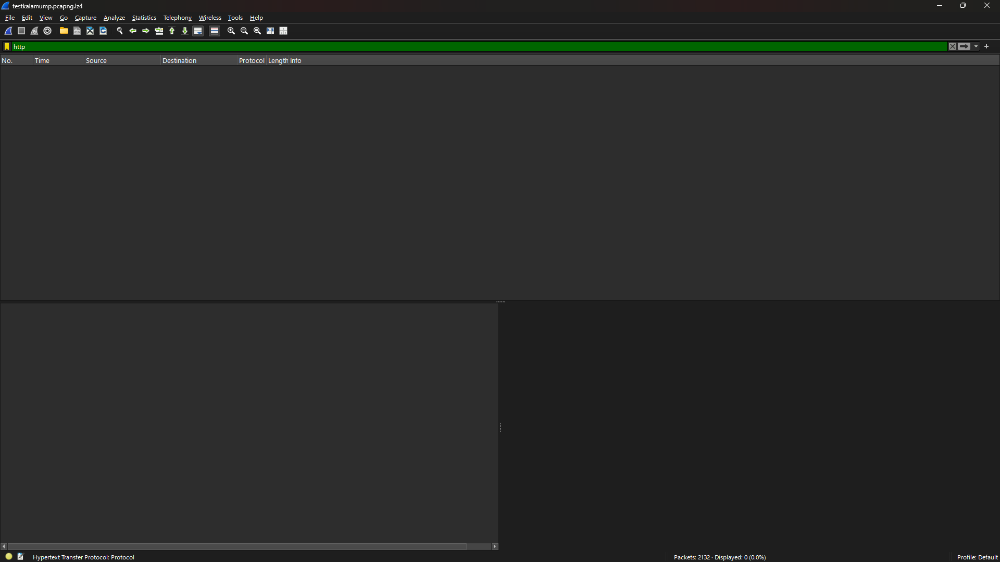 testkalamump.pcapng.lz4
File Edit View Go Capture Analyze Statistics Telephony Wireless Tools Help
http
No. Time Source Destination Protocol Length Info
Hypertext Transfer Protocol: Protocol Packets: 2132 · Displayed: 0 (0.0%) Profile: Default